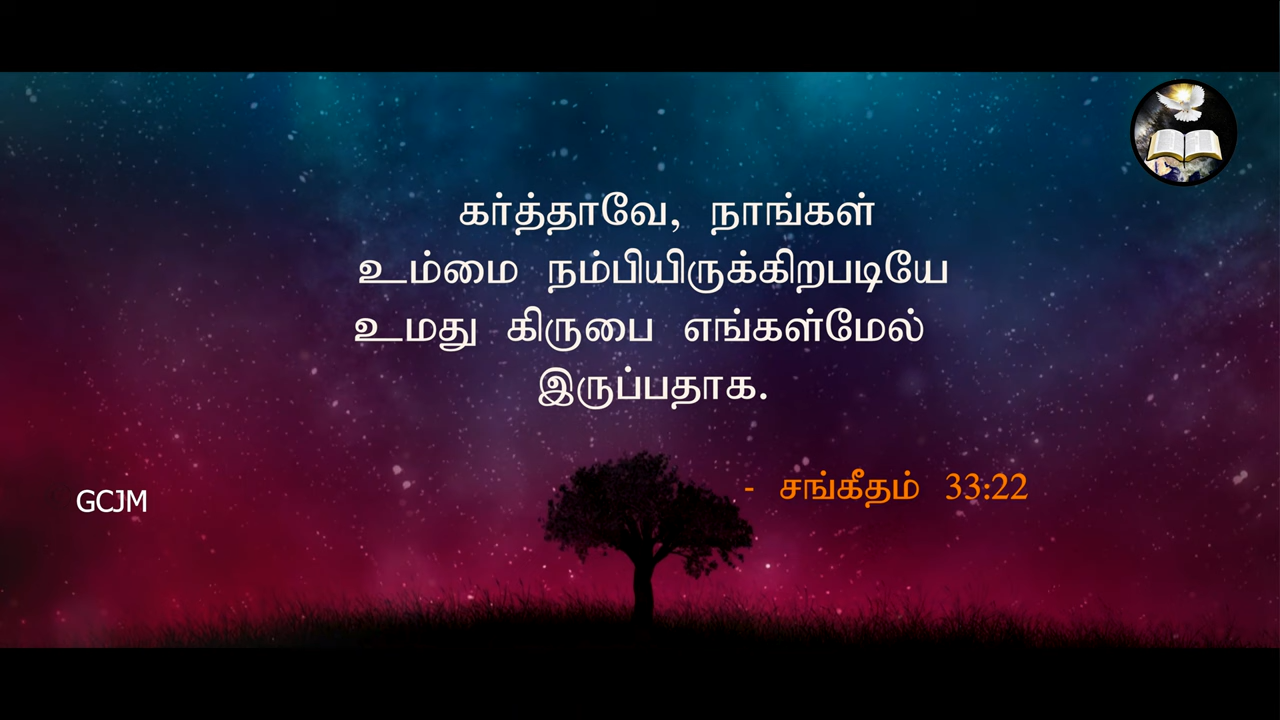 கர்த்தாவே, நாங்கள்
உம்மை நம்பியிருக்கிறபடியே
உமது கிருபை எங்கள்மேல்
இருப்பதாக.
- சங்கீதம் 33:22
GCJM